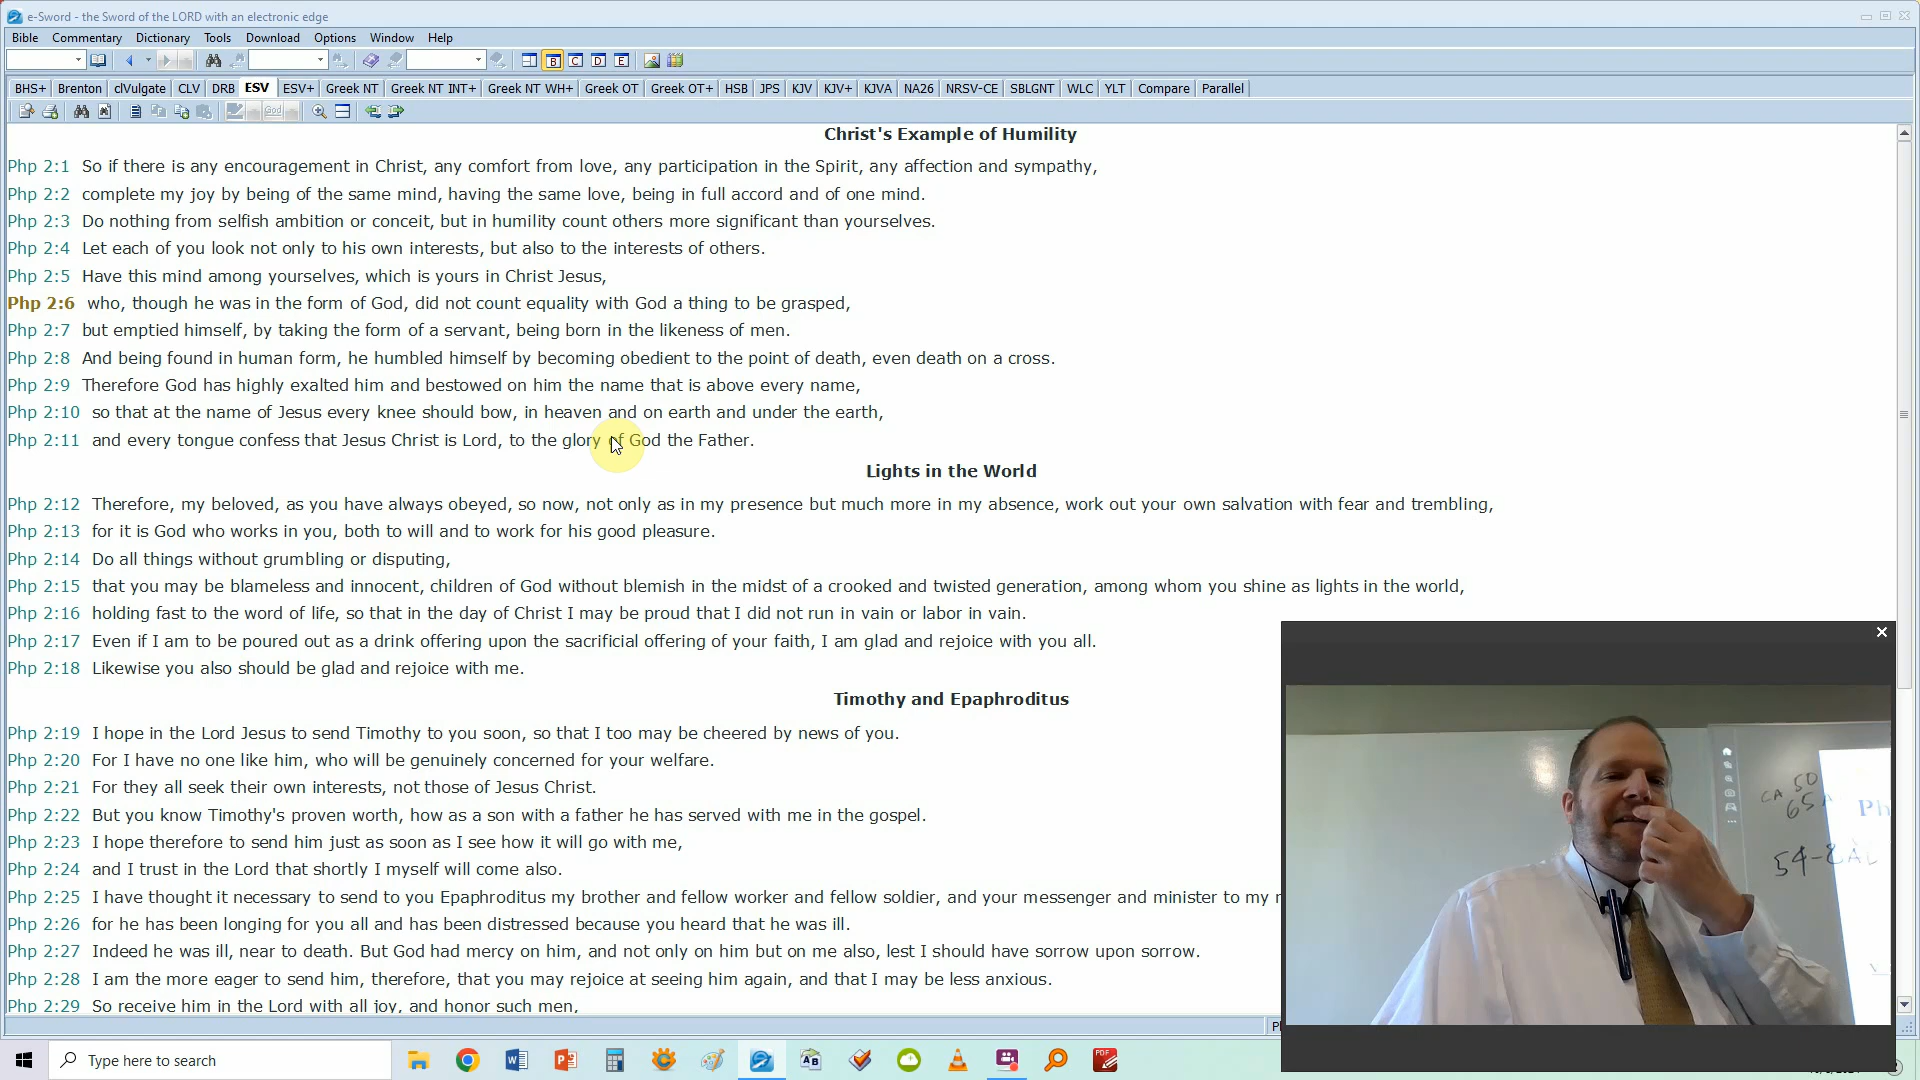 e-Sword - the Sword of the LORD with an electronic edge
Bible Commentary Dictionary Tools Download Options Window Help
B C D E
BHS+ Brenton clVulgate CLV DRB ESV ESV+ Greek NT Greek NT INT+ Greek NT WH+ Greek OT Greek OT+ HSB JPS KJV KJV+ KJVA NA26 NRSV-CE SBLGNT WLC YLT Compare Parallel
God
Christ's Example of Humility
Php 2:1 So if there is any encouragement in Christ, any comfort from love, any participation in the Spirit, any affection and sympathy,
Php 2:2 complete my joy by being of the same mind, having the same love, being in full accord and of one mind.
Php 2:3 Do nothing from selfish ambition or conceit, but in humility count others more significant than yourselves.
Php 2:4 Let each of you look not only to his own interests, but also to the interests of others.
Php 2:5 Have this mind among yourselves, which is yours in Christ Jesus,
Php 2:6 who, though he was in the form of God, did not count equality with God a thing to be grasped,
Php 2:7 but emptied himself, by taking the form of a servant, being born in the likeness of men.
Php 2:8 And being found in human form, he humbled himself by becoming obedient to the point of death, even death on a cross.
Php 2:9 Therefore God has highly exalted him and bestowed on him the name that is above every name,
Php 2:10 so that at the name of Jesus every knee should bow, in heaven and on earth and under the earth,
Php 2:11 and every tongue confess that Jesus Christ is Lord, to the glory of God the Father.
Lights in the World
Php 2:12 Therefore, my beloved, as you have always obeyed, so now, not only as in my presence but much more in my absence, work out your own salvation with fear and trembling,
Php 2:13 for it is God who works in you, both to will and to work for his good pleasure.
Php 2:14 Do all things without grumbling or disputing,
Php 2:15 that you may be blameless and innocent, children of God without blemish in the midst of a crooked and twisted generation, among whom you shine as lights in the world,
Php 2:16 holding fast to the word of life, so that in the day of Christ I may be proud that I did not run in vain or labor in vain.
Php 2:17 Even if I am to be poured out as a drink offering upon the sacrificial offering of your faith, I am glad and rejoice with you all.
Php 2:18 Likewise you also should be glad and rejoice with me.
Timothy and Epaphroditus
Php 2:19 I hope in the Lord Jesus to send Timothy to you soon, so that I too may be cheered by news of you.
Php 2:20 For I have no one like him, who will be genuinely concerned for your welfare.
Php 2:21 For they all seek their own interests, not those of Jesus Christ.
Php 2:22 But you know Timothy's proven worth, how as a son with a father he has served with me in the gospel.
Php 2:23 I hope therefore to send him just as soon as I see how it will go with me,
Php 2:24 and I trust in the Lord that shortly I myself will come also.
Php 2:25 I have thought it necessary to send to you Epaphroditus my brother and fellow worker and fellow soldier, and your messenger and minister to my
Php 2:26 for he has been longing for you all and has been distressed because you heard that he was ill.
Php 2:27 Indeed he was ill, near to death. But God had mercy on him, and not only on him but on me also, lest I should have sorrow upon sorrow.
Php 2:28 I am the more eager to send him, therefore, that you may rejoice at seeing him again, and that I may be less anxious.
Php 2:29 So receive him in the Lord with all joy, and honor such men,
CA 50
65
Ph
54-
Type here to search